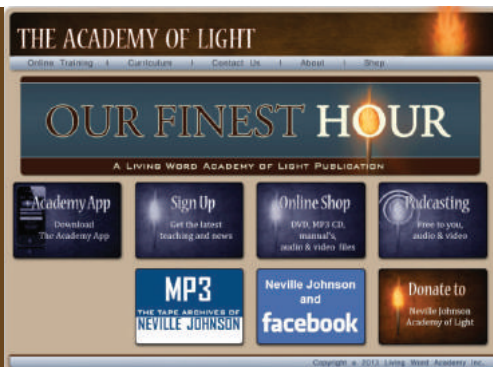 THE ACADEMY OF LIGHT
Online Training | Curriculum | Contact Us | About | Shop
OUR FINEST HOUR
A LIVING WORD ACADEMY OF LIGHT PUBLICATION
Academy App
Download
The Academy App
Sign Up
Get the latest
teaching and news
Online Shop
DVD, MP3 CD,
manual's,
audio & video files
Podcasting
Free to you,
audio & video
MP3
THE TAPE ARCHIVES OF
NEVILLE JOHNSON
Neville Johnson
and
facebook
Donate to
Neville Johnson
Academy of Light
Copyright © 2013 Living Word Academy Inc.